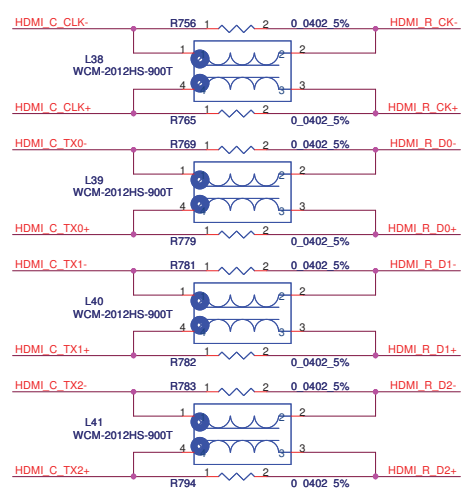 HDMI_C_CLK- R756 1 2 0_0402_5% HDMI_R_CK-
L38 1 2
WCM-2012HS-900T
4 3
HDMI_C_CLK+ 1 2 HDMI_R_CK+
R765 0_0402_5%
HDMI_C_TX0- R769 1 2 0_0402_5% HDMI_R_D0-
L39 1 2
WCM-2012HS-900T
4 3
HDMI_C_TX0+ 1 2 HDMI_R_D0+
R779 0_0402_5%
HDMI_C_TX1- R781 1 2 0_0402_5% HDMI_R_D1-
L40 1 2
WCM-2012HS-900T
4 3
HDMI_C_TX1+ 1 2 HDMI_R_D1+
R782 0_0402_5%
HDMI_C_TX2- R783 1 2 0_0402_5% HDMI_R_D2-
L41 1 2
WCM-2012HS-900T
4 3
HDMI_C_TX2+ 1 2 HDMI_R_D2+
R794 0_0402_5%